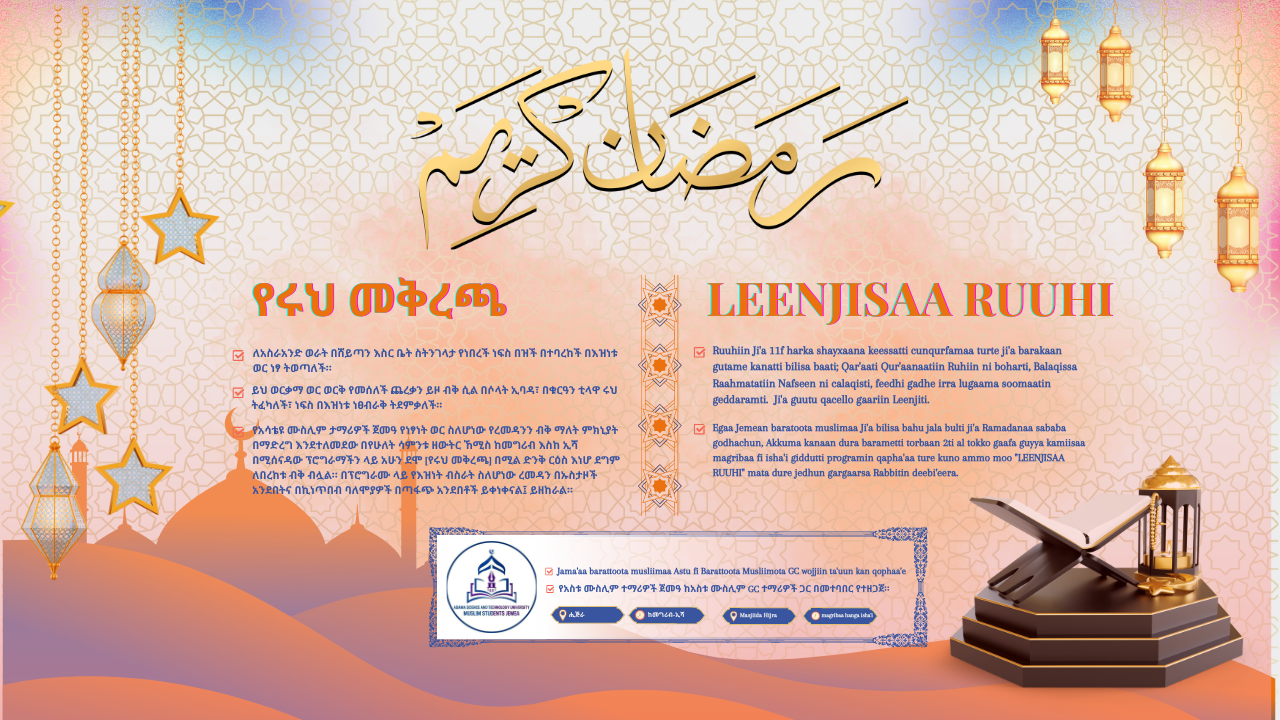 رمضان كريم
የሩህ መቅረጫ
ለአስራአንድ ወራት በሸይጣን እስር ቤት ስትንገላታ የነበረች ነፍስ በዝች በተባረከች በእዝነቱ
ወር ነፃ ትወጣለች።
ይህ ወርቃማ ወር ወርቅ የመሰለች ጨረቃን ይዞ ብቅ ሲል በሶላት ኢባዳ፣ በቁርዓን ቲላዋ ሩህ
ትፈካለች፣ ነፍስ በእዝነቱ ነፀብራቅ ትደምቃለች።
የአሳቴዩ ሙስሊም ታማሪዎች ጀመዓ የነፃነት ወር ስለሆነው የረመዳንን ብቅ ማለት ምክኒያት
በማድረግ እንደተለመደው በየሁለት ሳምንቱ ዘውትር ኸሚስ ከመግሪብ እስከ ኢሻ
በሚሰናዳው ፕሮግራማችን ላይ አሁን ደሞ [የሩህ መቅረጫ] በሚል ድንቅ ርዕስ እነሆ ደግም
ለበረከቱ ብቅ ብሏል። በፕሮግራሙ ላይ የእዝነት ብስራት ስለሆነው ረመዳን በኡስታዞች
አንደበትና በኪነጥበብ ባለሞያዎች በጣፋጭ አንደበቶች ይቀነቀናል፤ ይዘከራል።
LEENJISAA RUUHI
Ruuhiin Ji'a 11f harka shayxaana keessatti cunqurfamaa turte ji'a barakaan
gutame kanatti bilisa baati; Qar'aati Qur'aanaatiin Ruhiin ni boharti, Balaqissa
Raahmatatiin Nafseen ni calaqisti, feedhi gadhe irra lugaama soomaatin
geddaramti. Ji'a guutu qacello gaariin Leenjiti.
Egaa Jemean baratoota muslimaa Ji'a bilisa bahu jala bulti ji'a Ramadanaa sababa
godhachun, Akkuma kanaan dura barametti torbaan 2ti al tokko gaafa guyya kamiisaa
magribaa fi isha'i giddutti programin qapha'aa ture kuno ammo moo "LEENJISAA
RUUHI" mata dure jedhun gargaarsa Rabbitin deebi'eera.
ADAMA SCIENCE AND TECHNOLOGY UNIVERSITY
MUSLIM STUDENTS JEMEA
Jama'aa barattoota musliimaa Astu fi Barattoota Musliimota GC wojjiin ta'uun kan qophaa'e
የአስቱ ሙስሊም ተማሪዎች ጀመዓ ከአስቱ ሙስሊም GC ተማሪዎች ጋር በመተባበር የተዘጋጀ።
ሒጅራ
ከመግሪብ-ኢሻ
Masjiida Hijra
magribaa hanga isha'i